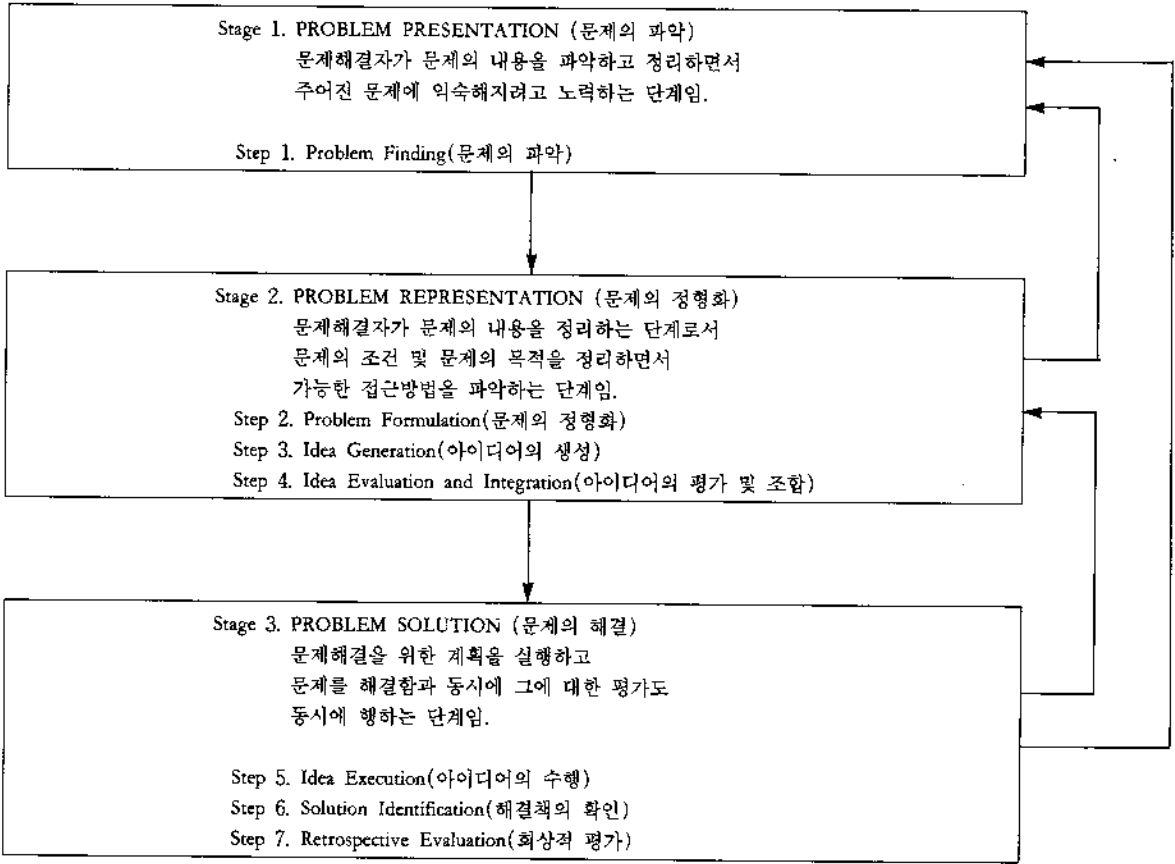 Stage 1. PROBLEM PRESENTATION (문제의 파악)
문제해결자가 문제의 내용을 파악하고 정리하면서
주어진 문제에 익숙해지려고 노력하는 단계임.
Step 1. Problem Finding(문제의 파악)
Stage 2. PROBLEM REPRESENTATION (문제의 정형화)
문제해결자가 문제의 내용을 정리하는 단계로서
문제의 조건 및 문제의 목적을 정리하면서
가능한 접근방법을 파악하는 단계임.
Step 2. Problem Formulation(문제의 정형화)
Step 3. Idea Generation(아이디어의 생성)
Step 4. Idea Evaluation and Integration(아이디어의 평가 및 조합)
Stage 3. PROBLEM SOLUTION (문제의 해결)
문제해결을 위한 계획을 실행하고
문제를 해결함과 동시에 그에 대한 평가도
동시에 행하는 단계임.
Step 5. Idea Execution(아이디어의 수행)
Step 6. Solution Identification(해결책의 확인)
Step 7. Retrospective Evaluation(회상적 평가)